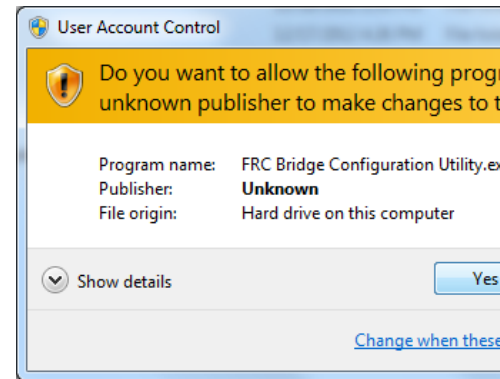 User Account Control
Do you want to allow the following progr
unknown publisher to make changes to t
Program name: FRC Bridge Configuration Utility.ex
Publisher: Unknown
File origin: Hard drive on this computer
Show details
Yes
Change when these